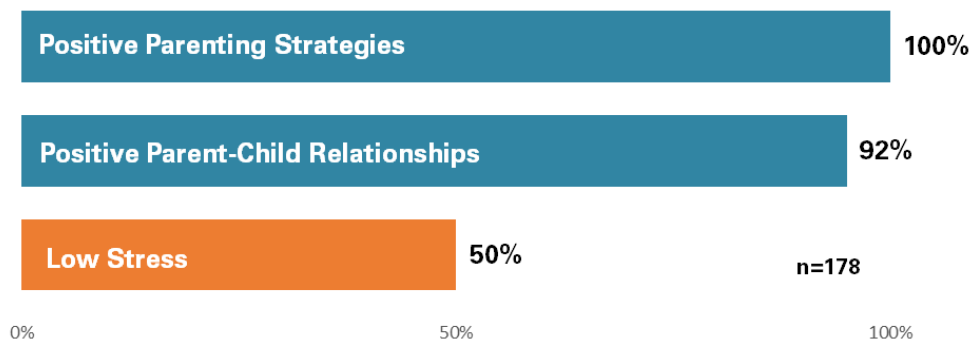 Positive Parenting Strategies 100%
Positive Parent-Child Relationships 92%
Low Stress 50%
n=178
0% 50% 100%